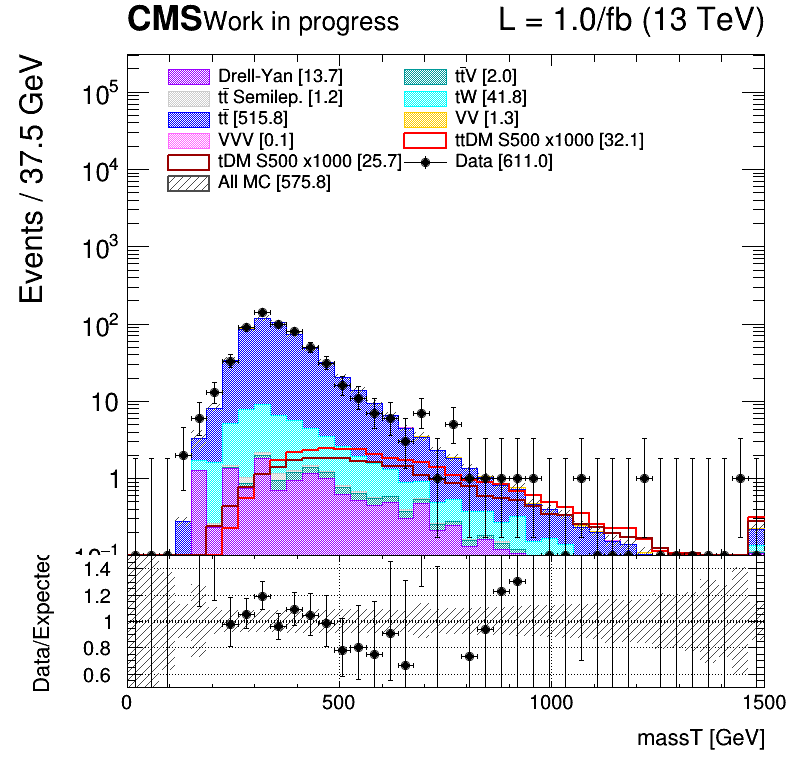 CMS Work in progress L = 1.0/fb (13 TeV)
Events / 37.5 GeV
Drell-Yan [13.7] tt̄V [2.0]
tt̄ Semilep. [1.2] tW [41.8]
tt̄ [515.8] VV [1.3]
VVV [0.1] ttDM S500 x1000 [32.1]
tDM S500 x1000 [25.7] Data [611.0]
All MC [575.8]
10⁵
10⁴
10³
10²
10
1
10⁻¹
Data/Expected
1.4
1.2
1
0.8
0.6
0 500 1000 1500
massT [GeV]